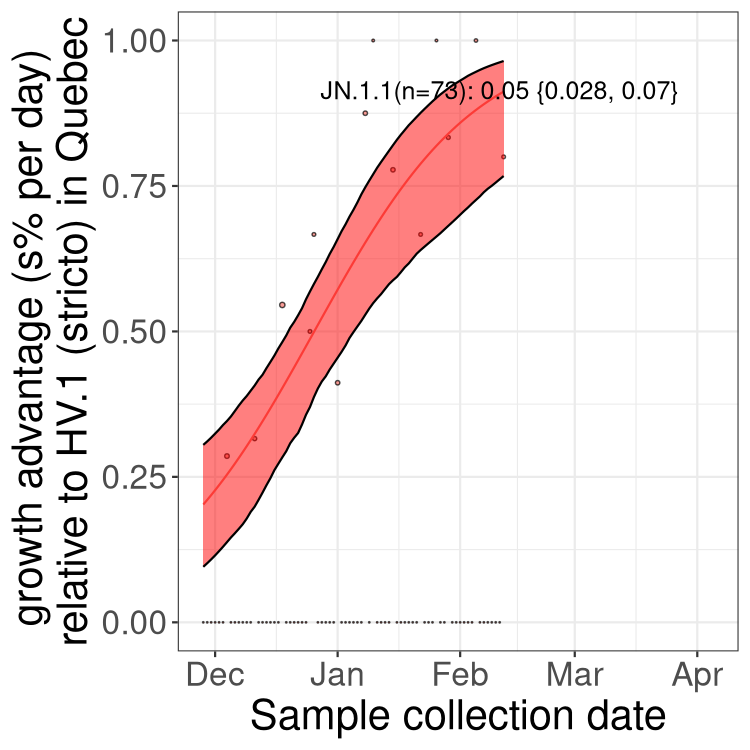 growth advantage (s% per day)
relative to HV.1 (stricto) in Quebec
1.00
0.75
0.50
0.25
0.00
JN.1.1(n=73): 0.05 {0.028, 0.07}
Dec Jan Feb Mar Apr
Sample collection date